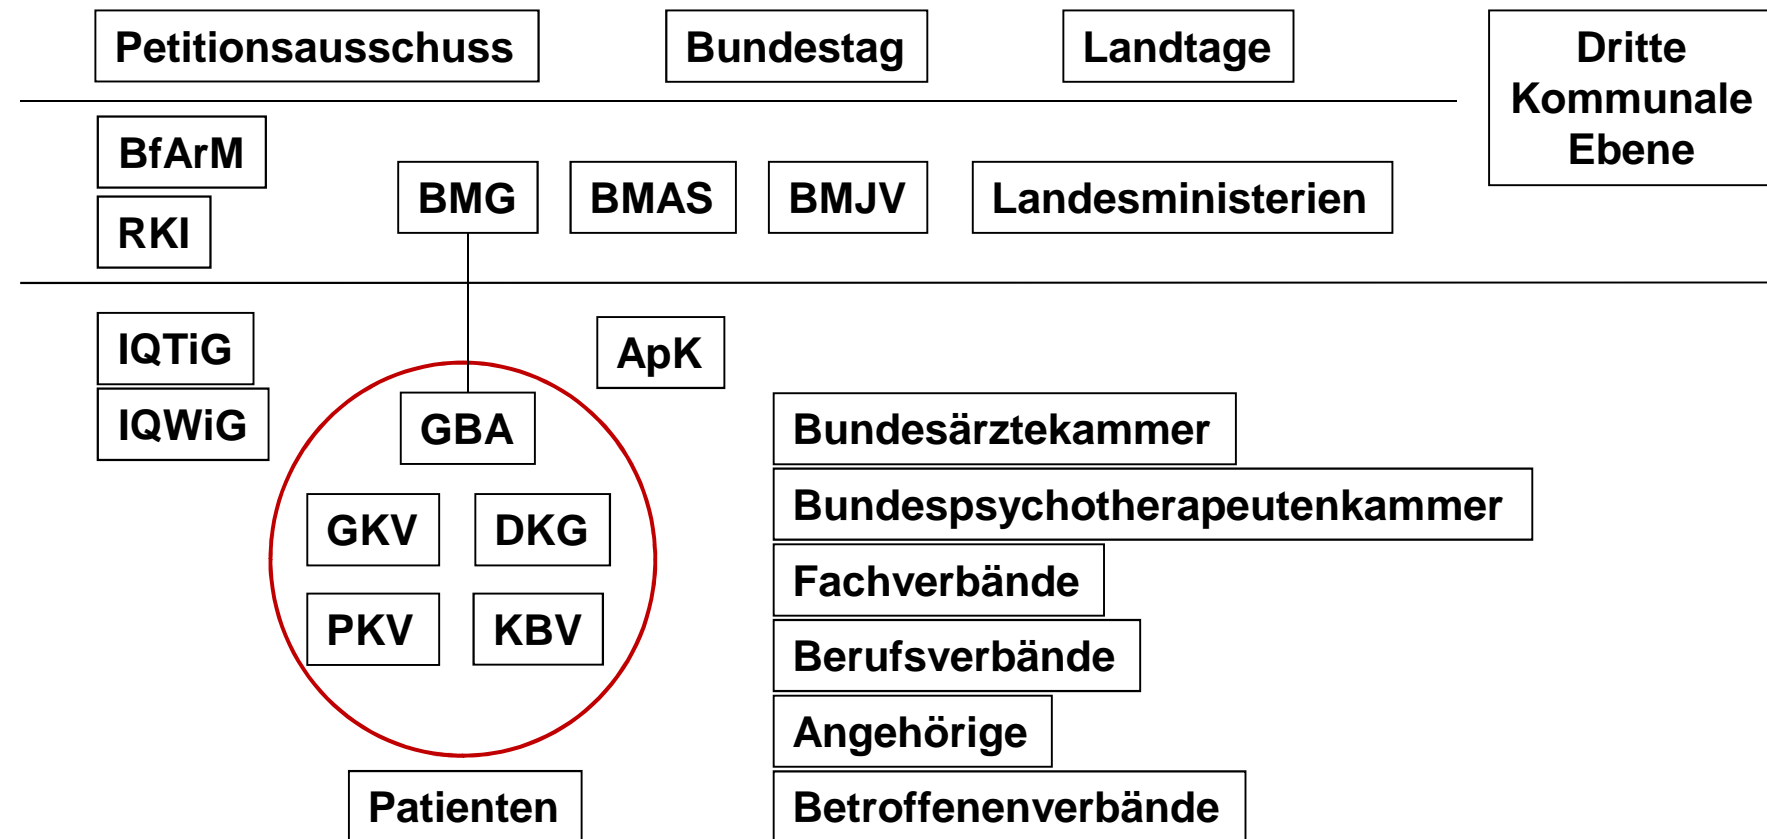 Petitionsausschuss
Bundestag
Landtage
Dritte
Kommunale
Ebene
BfArM
RKI
BMG
BMAS
BMJV
Landesministerien
IQTiG
IQWiG
ApK
GBA
GKV
DKG
PKV
KBV
Patienten
Bundesärztekammer
Bundespsychotherapeutenkammer
Fachverbände
Berufsverbände
Angehörige
Betroffenenverbände